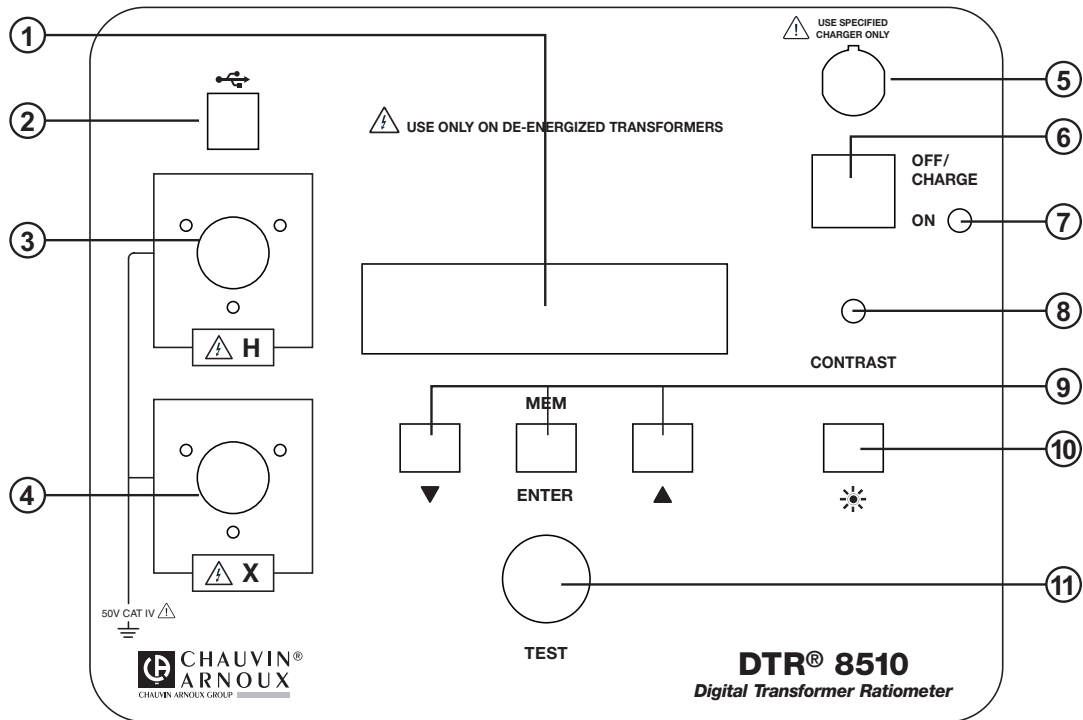 1
2
3
4
USE SPECIFIED
CHARGER ONLY
5
6
7
8
9
10
11
USE ONLY ON DE-ENERGIZED TRANSFORMERS
OFF/
CHARGE
ON
CONTRAST
H
MEM
ENTER
X
50V CAT IV
TEST
CHAUVIN®
ARNOUX
CHAUVIN ARNOUX GROUP
DTR® 8510
Digital Transformer Ratiometer